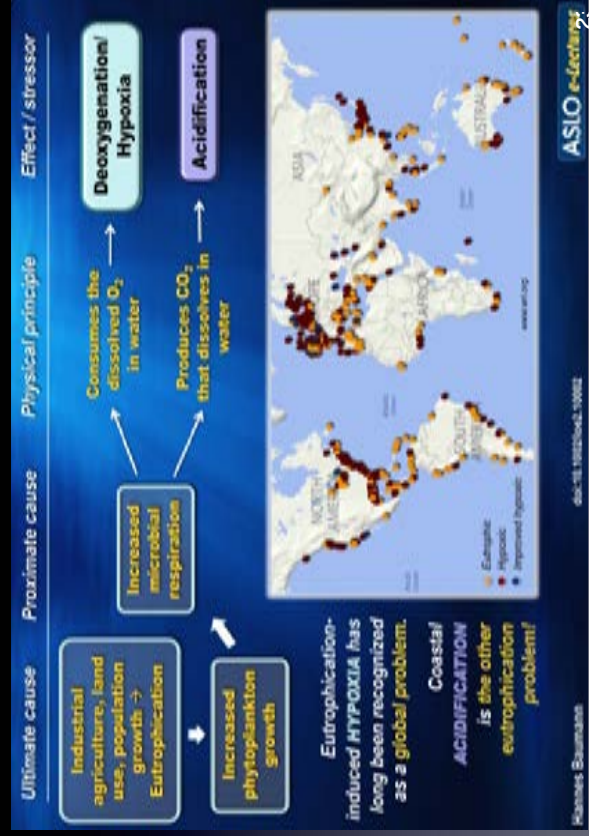 Ultimate cause
Proximate cause
Physical principle
Effect / stressor
Industrial
agriculture, land
use, population
growth →
Eutrophication
Increased
phytoplankton
growth
Increased
microbial
respiration
Consumes the
dissolved O₂
in water
Deoxygenation/
Hypoxia
Produces CO₂
that dissolves in
water
Acidification
Eutrophication-
induced HYPOXIA has
long been recognized
as a global problem.
Coastal
ACIDIFICATION
is the other
eutrophication
problem!
NORTH
AMERICA
SOUTH
AMERICA
AFRICA
ASIA
AUSTRALIA
Eutrophic
Hypoxic
Improved hypoxic
www.wri.org
Hannes Baumann
ASLO e-Lectures